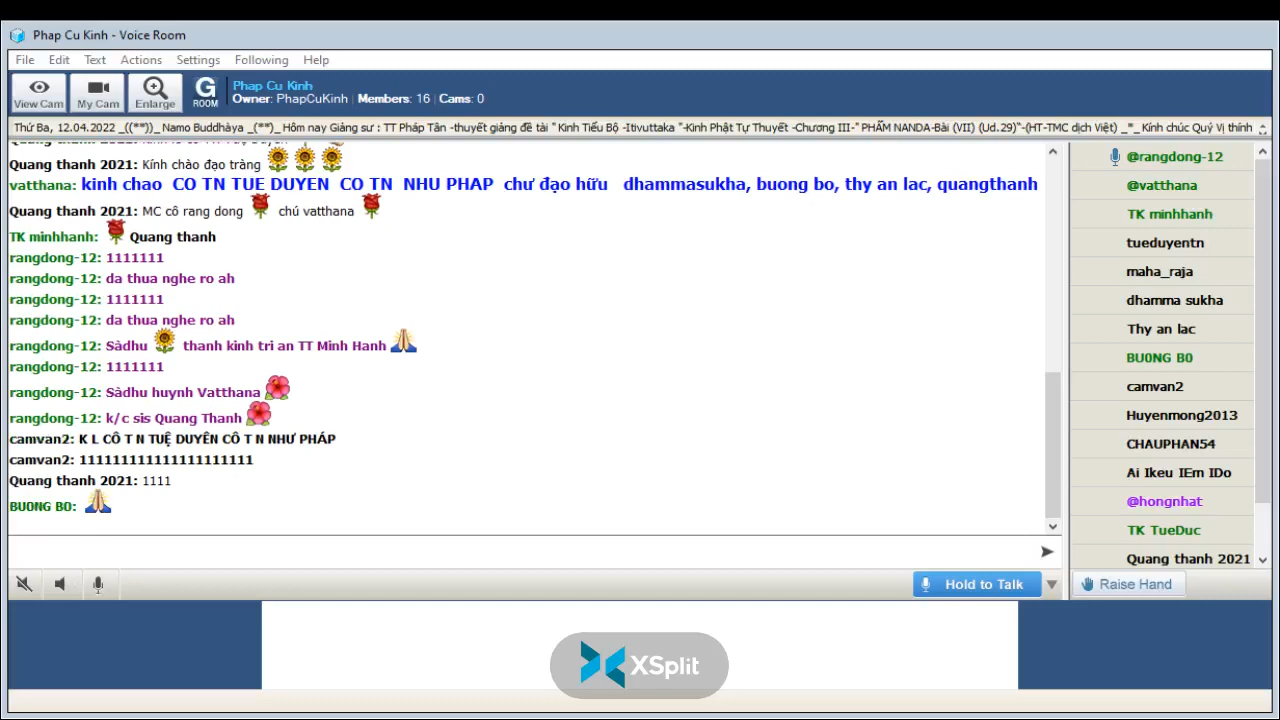 Phap Cu Kinh - Voice Room
File Edit Text Actions Settings Following Help
View Cam My Cam Enlarge G ROOM
Phap Cu Kinh
Owner: PhapCuKinh Members: 16 Cams: 0
Thứ Ba, 12.04.2022 _((**))_ Namo Buddhàya _(**)_ Hôm nay Giảng sư : TT Pháp Tân -thuyết giảng đề tài " Kinh Tiểu Bộ -Itivuttaka "-Kinh Phật Tự Thuyết -Chương III-" PHẨM NANDA-Bài (VII) (Ud.29)"-(HT-TMC dịch Việt) _*_ Kính chúc Quý Vị thính
Quang thanh 2021: Kính chào đạo tràng
vatthana: kinh chao CO TN TUE DUYEN CO TN NHU PHAP chư đạo hữu dhammasukha, buong bo, thy an lac, quangthanh
Quang thanh 2021: MC cô rang dong chú vatthana
TK minhhanh: Quang thanh
rangdong-12: 1111111
rangdong-12: da thua nghe ro ah
rangdong-12: 1111111
rangdong-12: da thua nghe ro ah
rangdong-12: Sàdhu thanh kinh tri an TT Minh Hanh
rangdong-12: 1111111
rangdong-12: Sàdhu huynh Vatthana
rangdong-12: k/c sis Quang Thanh
camvan2: K L CÔ T N TUỆ DUYÊN CÔ T N NHƯ PHÁP
camvan2: 1111111111111111111111
Quang thanh 2021: 1111
BU0NG B0:
@rangdong-12
@vatthana
TK minhhanh
tueduyentn
maha_raja
dhamma sukha
Thy an lac
BU0NG B0
camvan2
Huyenmong2013
CHAUPHAN54
Ai Ikeu IEm IDo
@hongnhat
TK TueDuc
Quang thanh 2021
Hold to Talk
Raise Hand
XSplit